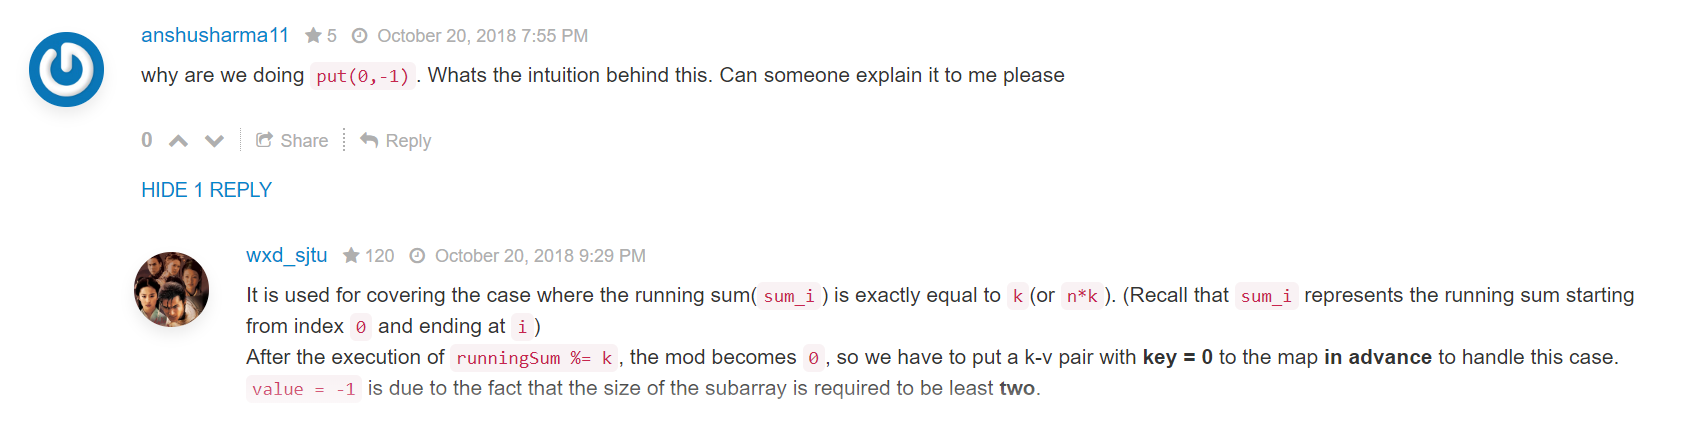 anshusharma11 5 October 20, 2018 7:55 PM
why are we doing put(0,-1). Whats the intuition behind this. Can someone explain it to me please
0 Share Reply
HIDE 1 REPLY
wxd_sjtu 120 October 20, 2018 9:29 PM
It is used for covering the case where the running sum(sum_i) is exactly equal to k(or n*k). (Recall that sum_i represents the running sum starting
from index 0 and ending at i)
After the execution of runningSum %= k, the mod becomes 0, so we have to put a k-v pair with key = 0 to the map in advance to handle this case.
value = -1 is due to the fact that the size of the subarray is required to be least two.